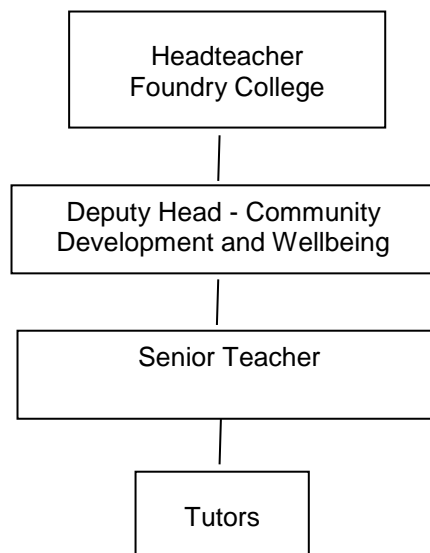 Headteacher
Foundry College
Deputy Head - Community
Development and Wellbeing
Senior Teacher
Tutors